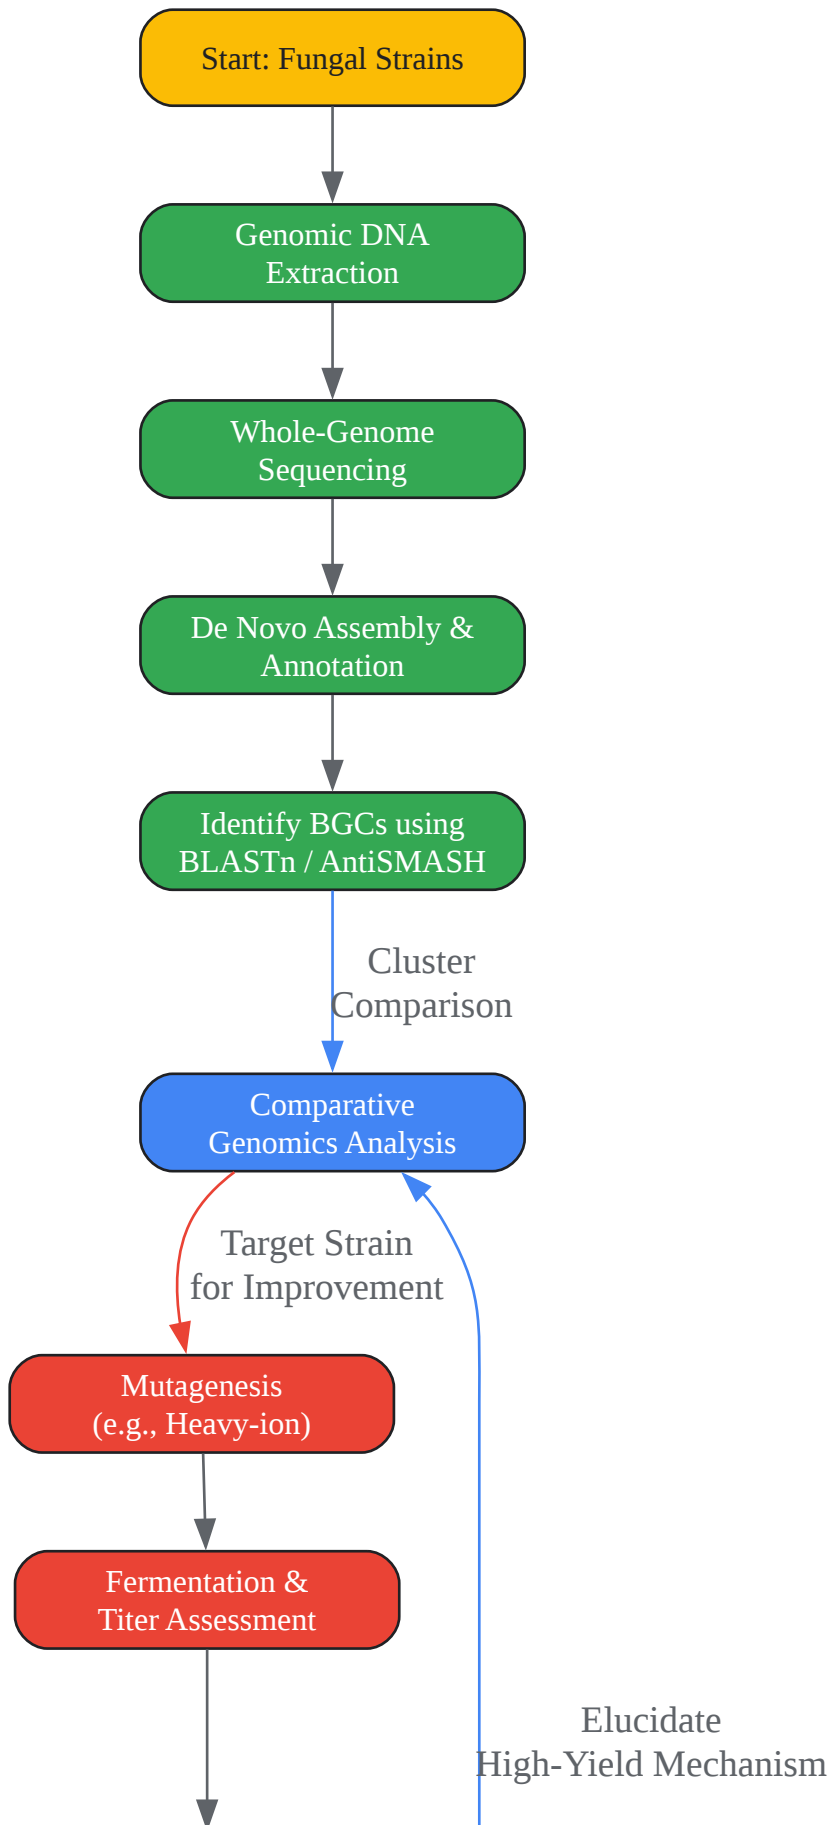 Start: Fungal Strains
Genomic DNA
Extraction
Whole-Genome
Sequencing
De Novo Assembly &
Annotation
Identify BGCs using
BLASTn / AntiSMASH
Cluster
Comparison
Comparative
Genomics Analysis
Target Strain
for Improvement
Mutagenesis
(e.g., Heavy-ion)
Fermentation &
Titer Assessment
Elucidate
High-Yield Mechanism